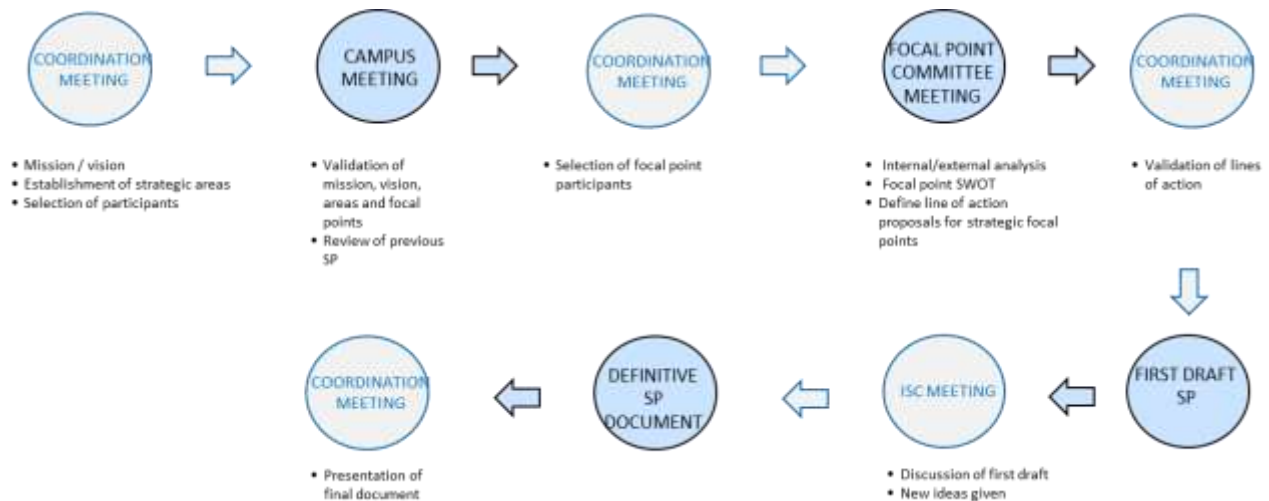 COORDINATION
MEETING
CAMPUS
MEETING
COORDINATION
MEETING
FOCAL POINT
COMMITTEE
MEETING
COORDINATION
MEETING
• Mission / vision
• Establishment of strategic areas
• Selection of participants
• Validation of
mission, vision,
areas and focal
points
• Review of previous
SP
• Selection of focal point
participants
• Internal/external analysis
• Focal point SWOT
• Define line of action
proposals for strategic focal
points
• Validation of lines
of action
FIRST DRAFT
SP
ISC MEETING
• Discussion of first draft
• New ideas given
DEFINITIVE
SP
DOCUMENT
COORDINATION
MEETING
• Presentation of
final document